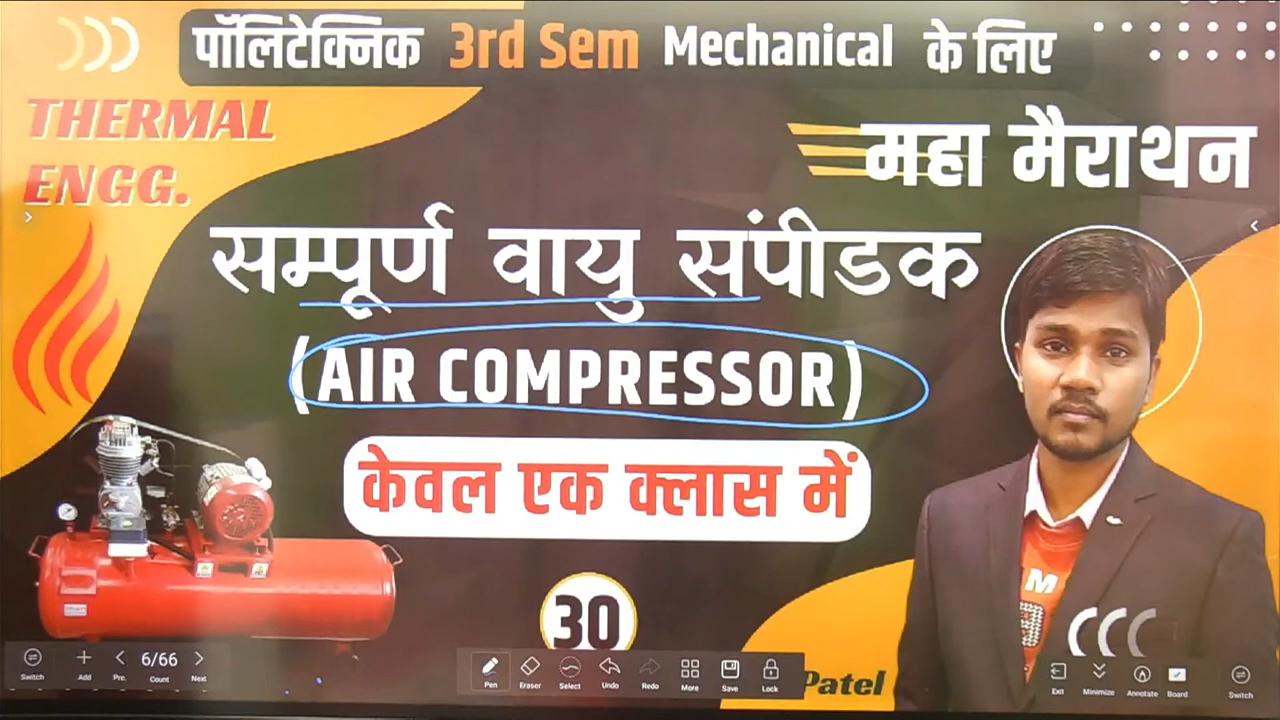 पॉलिटेक्निक 3rd Sem Mechanical के लिए
THERMAL
ENGG.
महा मैराथन
सम्पूर्ण वायु संपीडक
(AIR COMPRESSOR)
केवल एक क्लास में
30
Patel
M
Switch
Add
Pre.
6/66
Count
Next
Pen
Eraser
Select
Undo
Redo
More
Save
Lock
Exit
Minimize
Annotate
Board
Switch